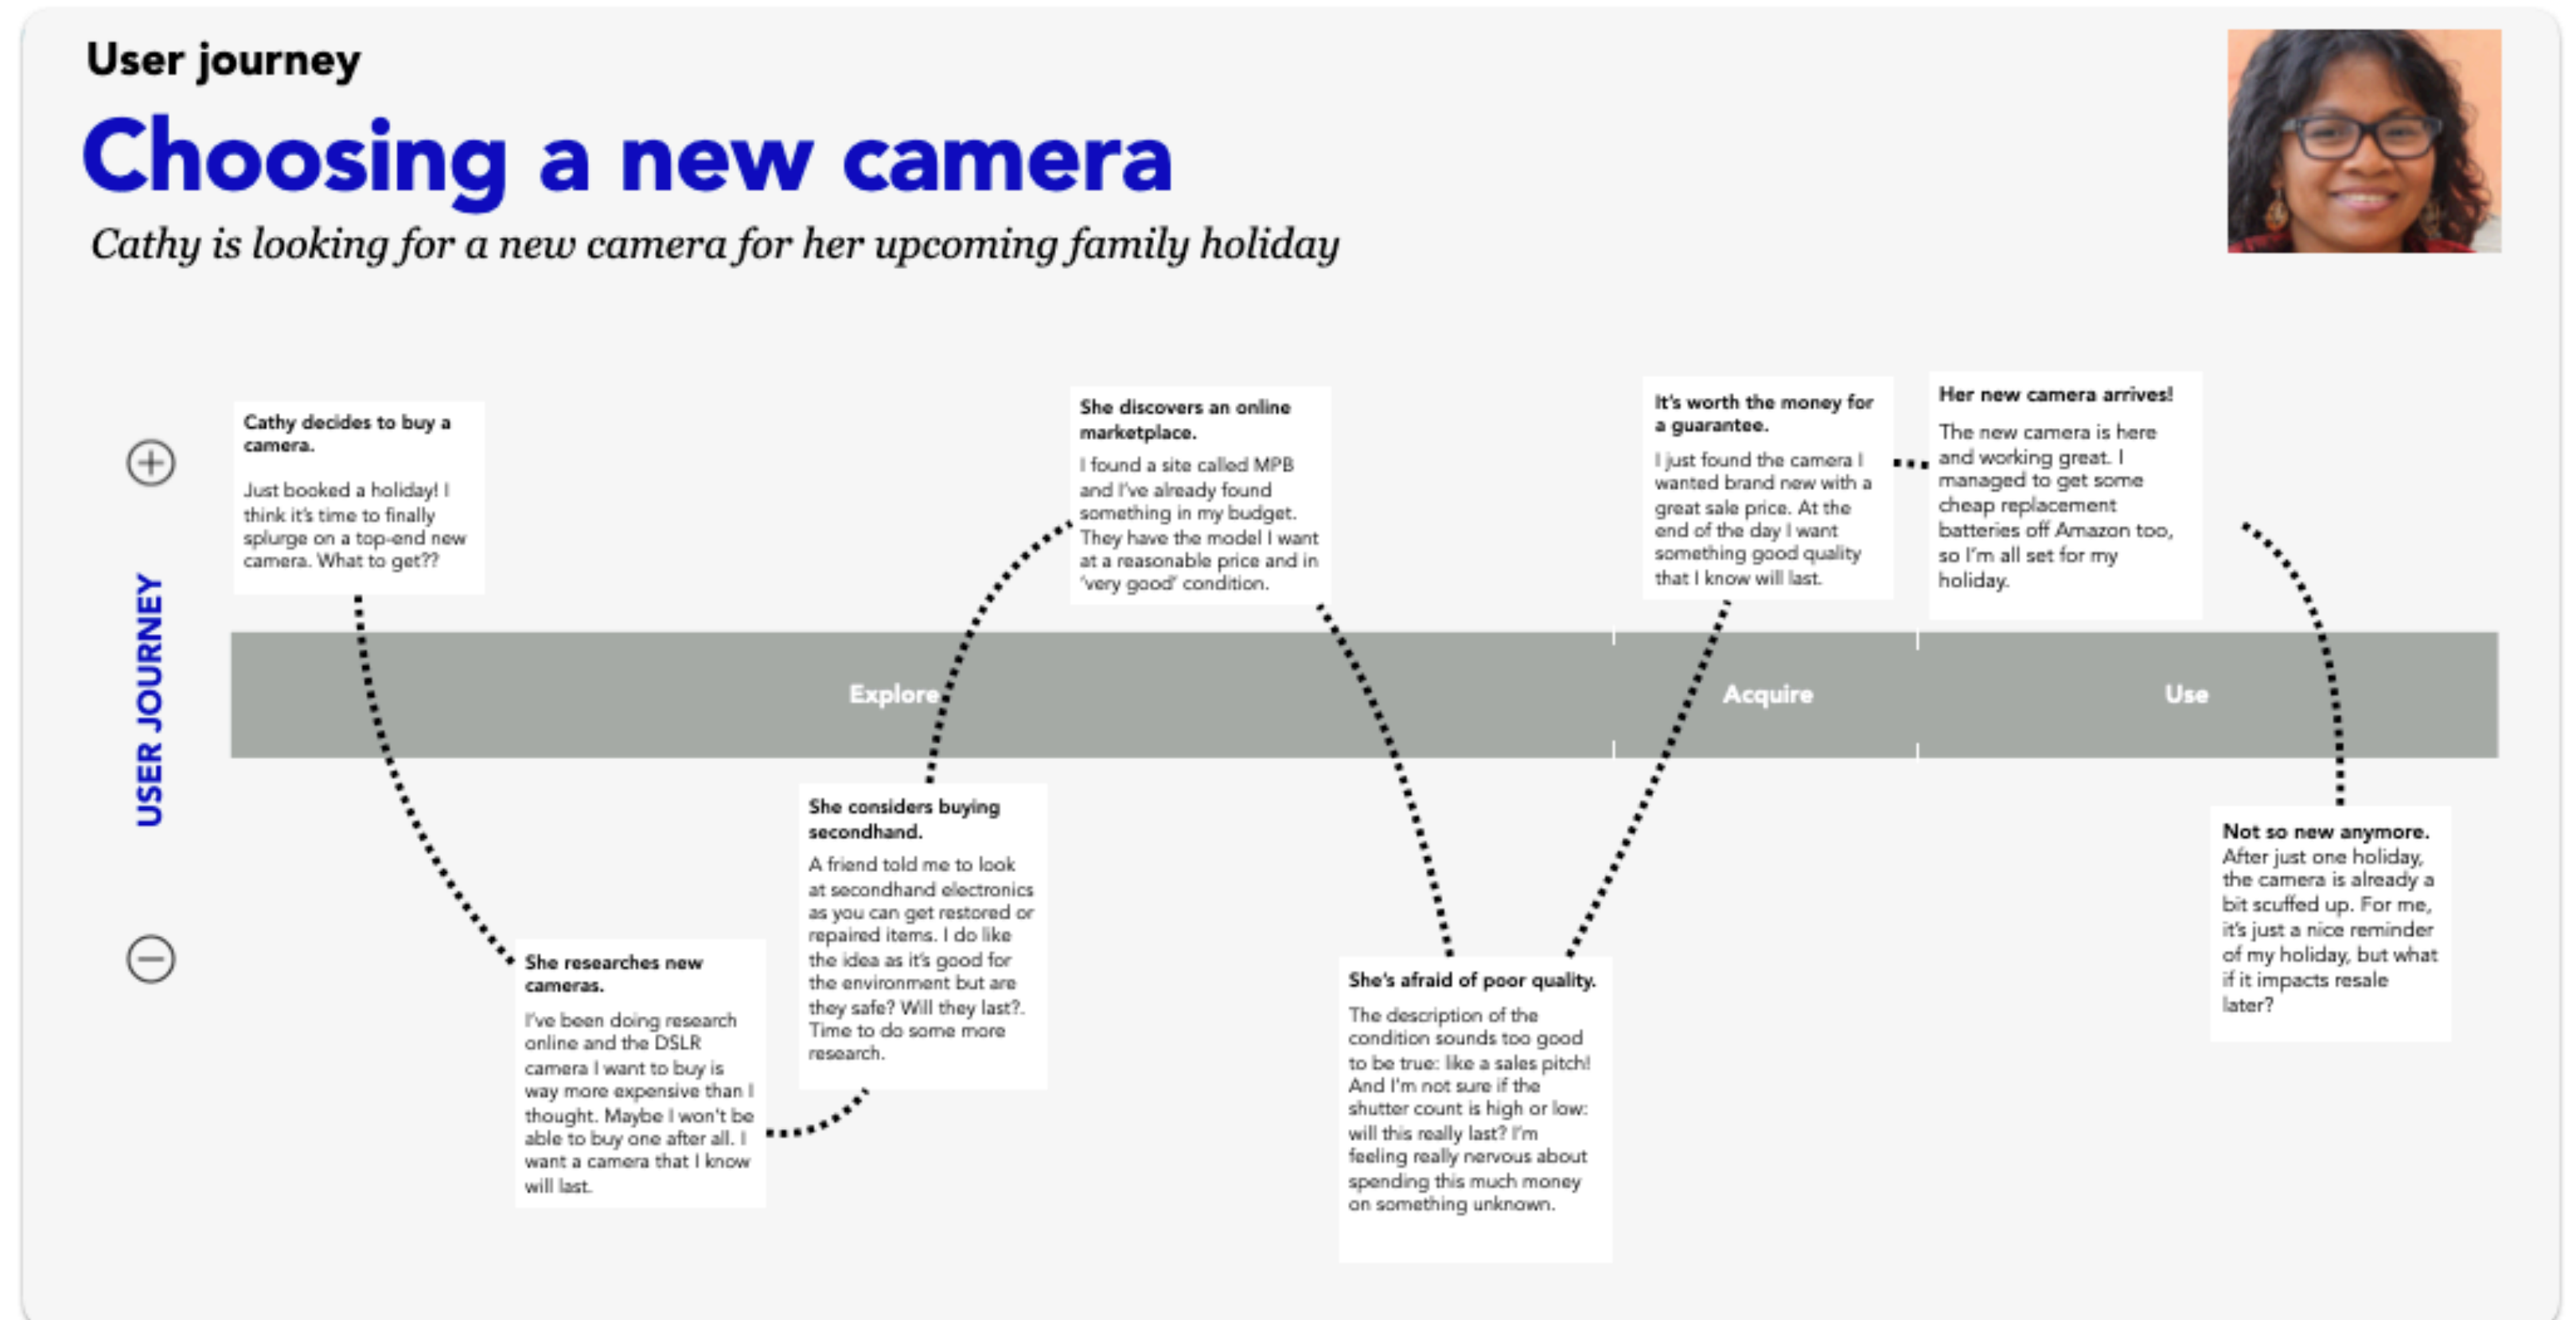 User journey
Choosing a new camera
Cathy is looking for a new camera for her upcoming family holiday
USER JOURNEY
Cathy decides to buy a
camera.
Just booked a holiday! I
think it's time to finally
splurge on a top-end new
camera. What to get??
She researches new
cameras.
I've been doing research
online and the DSLR
camera I want to buy is
way more expensive than I
thought. Maybe I won't be
able to buy one after all. I
want a camera that I know
will last.
She considers buying
secondhand.
A friend told me to look
at secondhand electronics
as you can get restored or
repaired items. I do like
the idea as it's good for
the environment but are
they safe? Will they last?.
Time to do some more
research.
She discovers an online
marketplace.
I found a site called MPB
and I've already found
something in my budget.
They have the model I want
at a reasonable price and in
'very good' condition.
She's afraid of poor quality.
The description of the
condition sounds too good
to be true: like a sales pitch!
And I'm not sure if the
shutter count is high or low:
will this really last? I'm
feeling really nervous about
spending this much money
on something unknown.
It's worth the money for
a guarantee.
I just found the camera I
wanted brand new with a
great sale price. At the
end of the day I want
something good quality
that I know will last.
Her new camera arrives!
The new camera is here
and working great. I
managed to get some
cheap replacement
batteries off Amazon too,
so I'm all set for my
holiday.
Not so new anymore.
After just one holiday,
the camera is already a
bit scuffed up. For me,
it's just a nice reminder
of my holiday, but what
if it impacts resale
later?
Explore
Acquire
Use